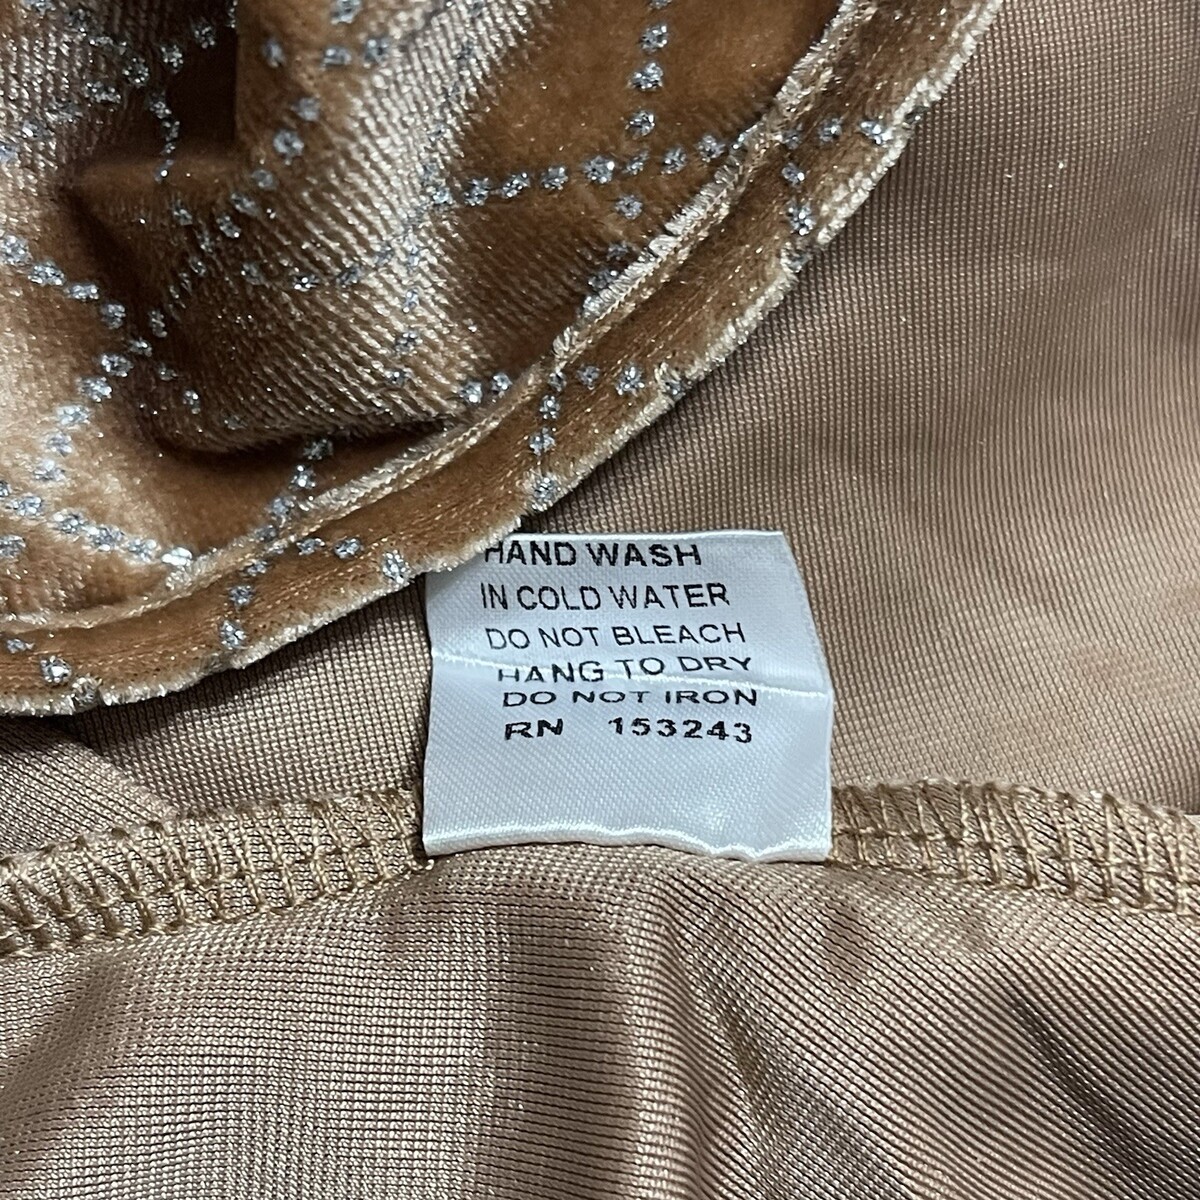 HAND WASH
IN COLD WATER
DO NOT BLEACH
HANG TO DRY
DO NOT IRON
RN 153243